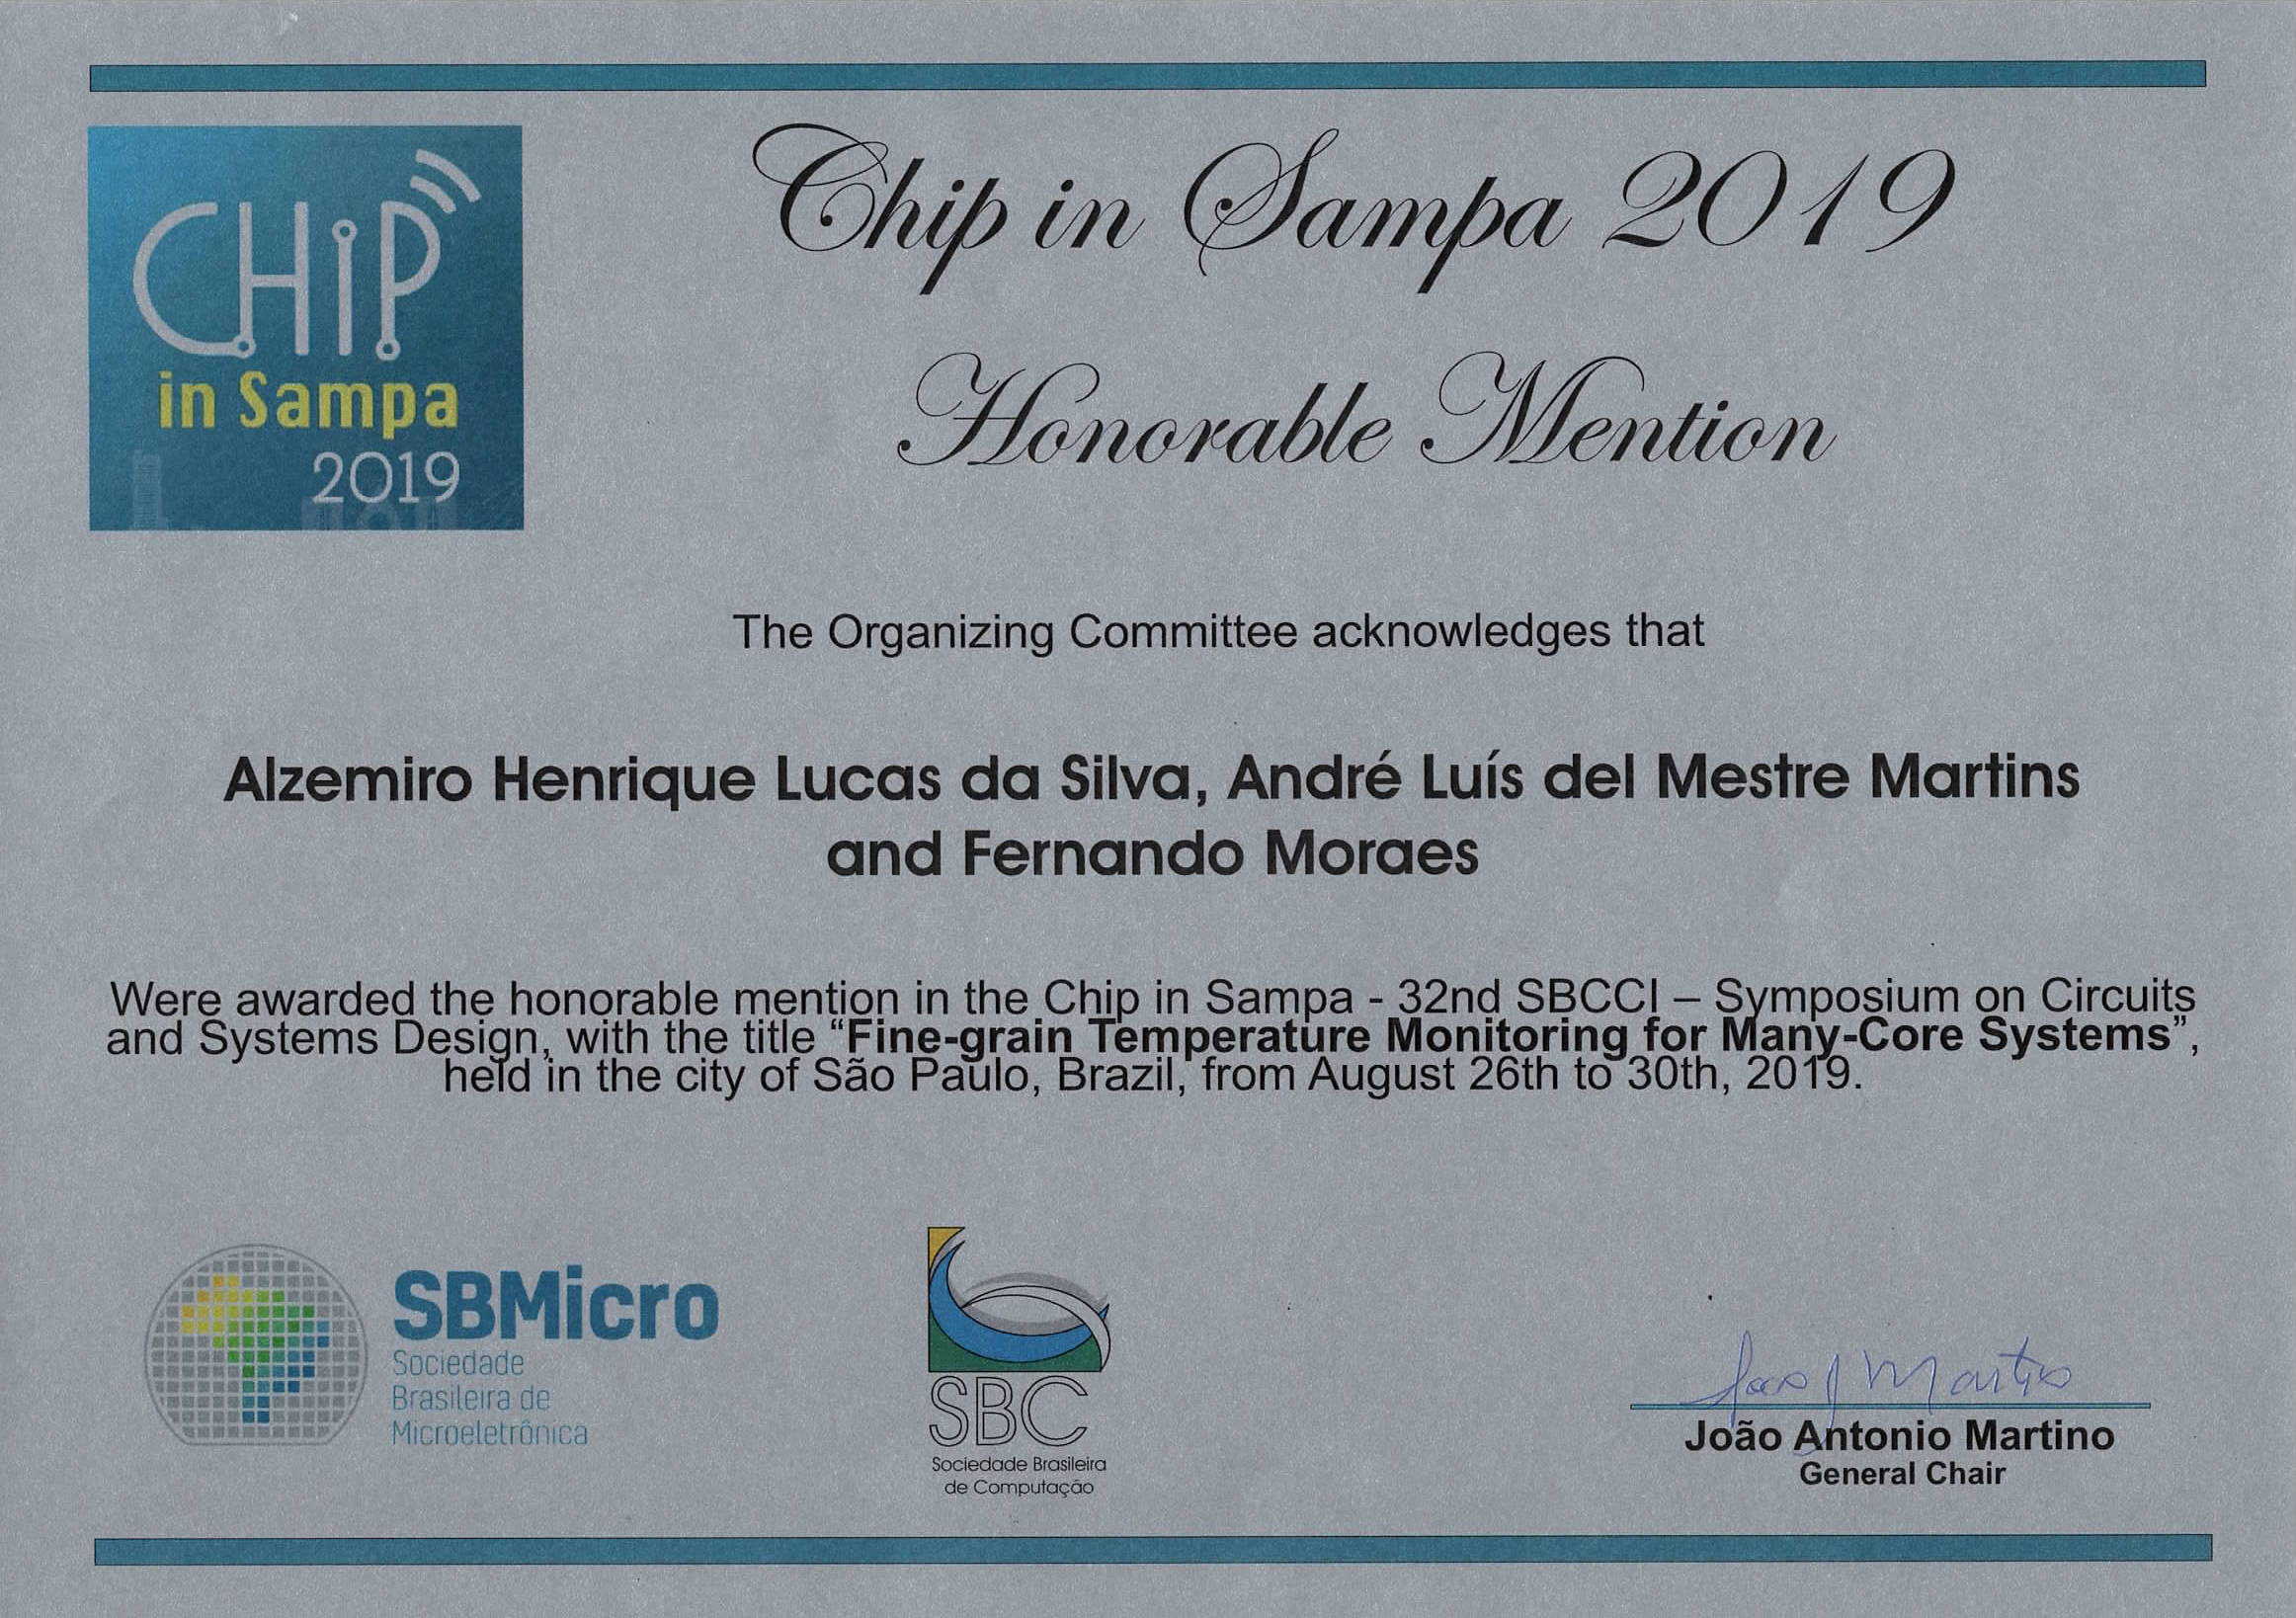 CHiP
in Sampa
2019
Chip in Sampa 2019
Honorable Mention
The Organizing Committee acknowledges that
Alzemiro Henrique Lucas da Silva, André Luís del Mestre Martins
and Fernando Moraes
Were awarded the honorable mention in the Chip in Sampa - 32nd SBCCI – Symposium on Circuits
and Systems Design, with the title “Fine-grain Temperature Monitoring for Many-Core Systems”,
held in the city of São Paulo, Brazil, from August 26th to 30th, 2019.
SBMicro
Sociedade
Brasileira de
Microeletrônica
SBC
Sociedade Brasileira
de Computação
João Antonio Martino
General Chair